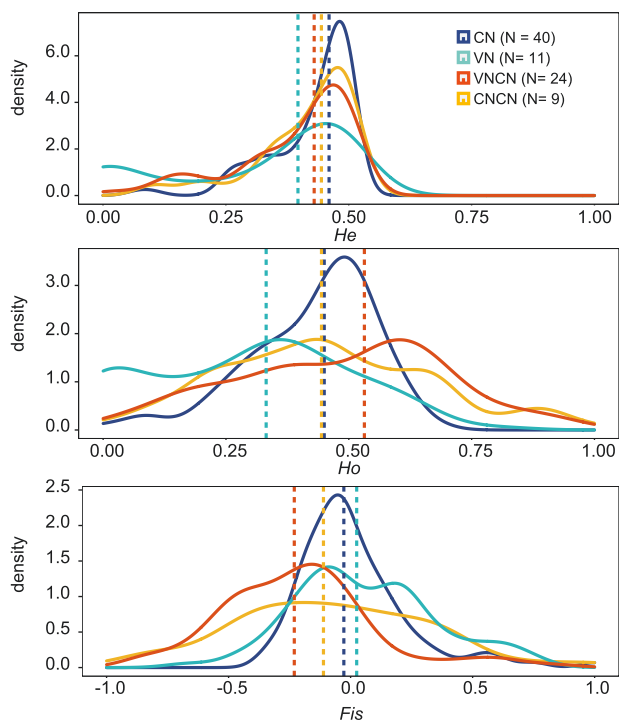 density
6.0
4.0
2.0
0.0
CN (N = 40)
VN (N= 11)
VNCN (N= 24)
CNCN (N= 9)
0.00 0.25 0.50 0.75 1.00
He
density
3.0
2.0
1.0
0.0
0.00 0.25 0.50 0.75 1.00
Ho
density
2.5
2.0
1.5
1.0
0.5
0.0
-1.0 -0.5 0.0 0.5 1.0
Fis